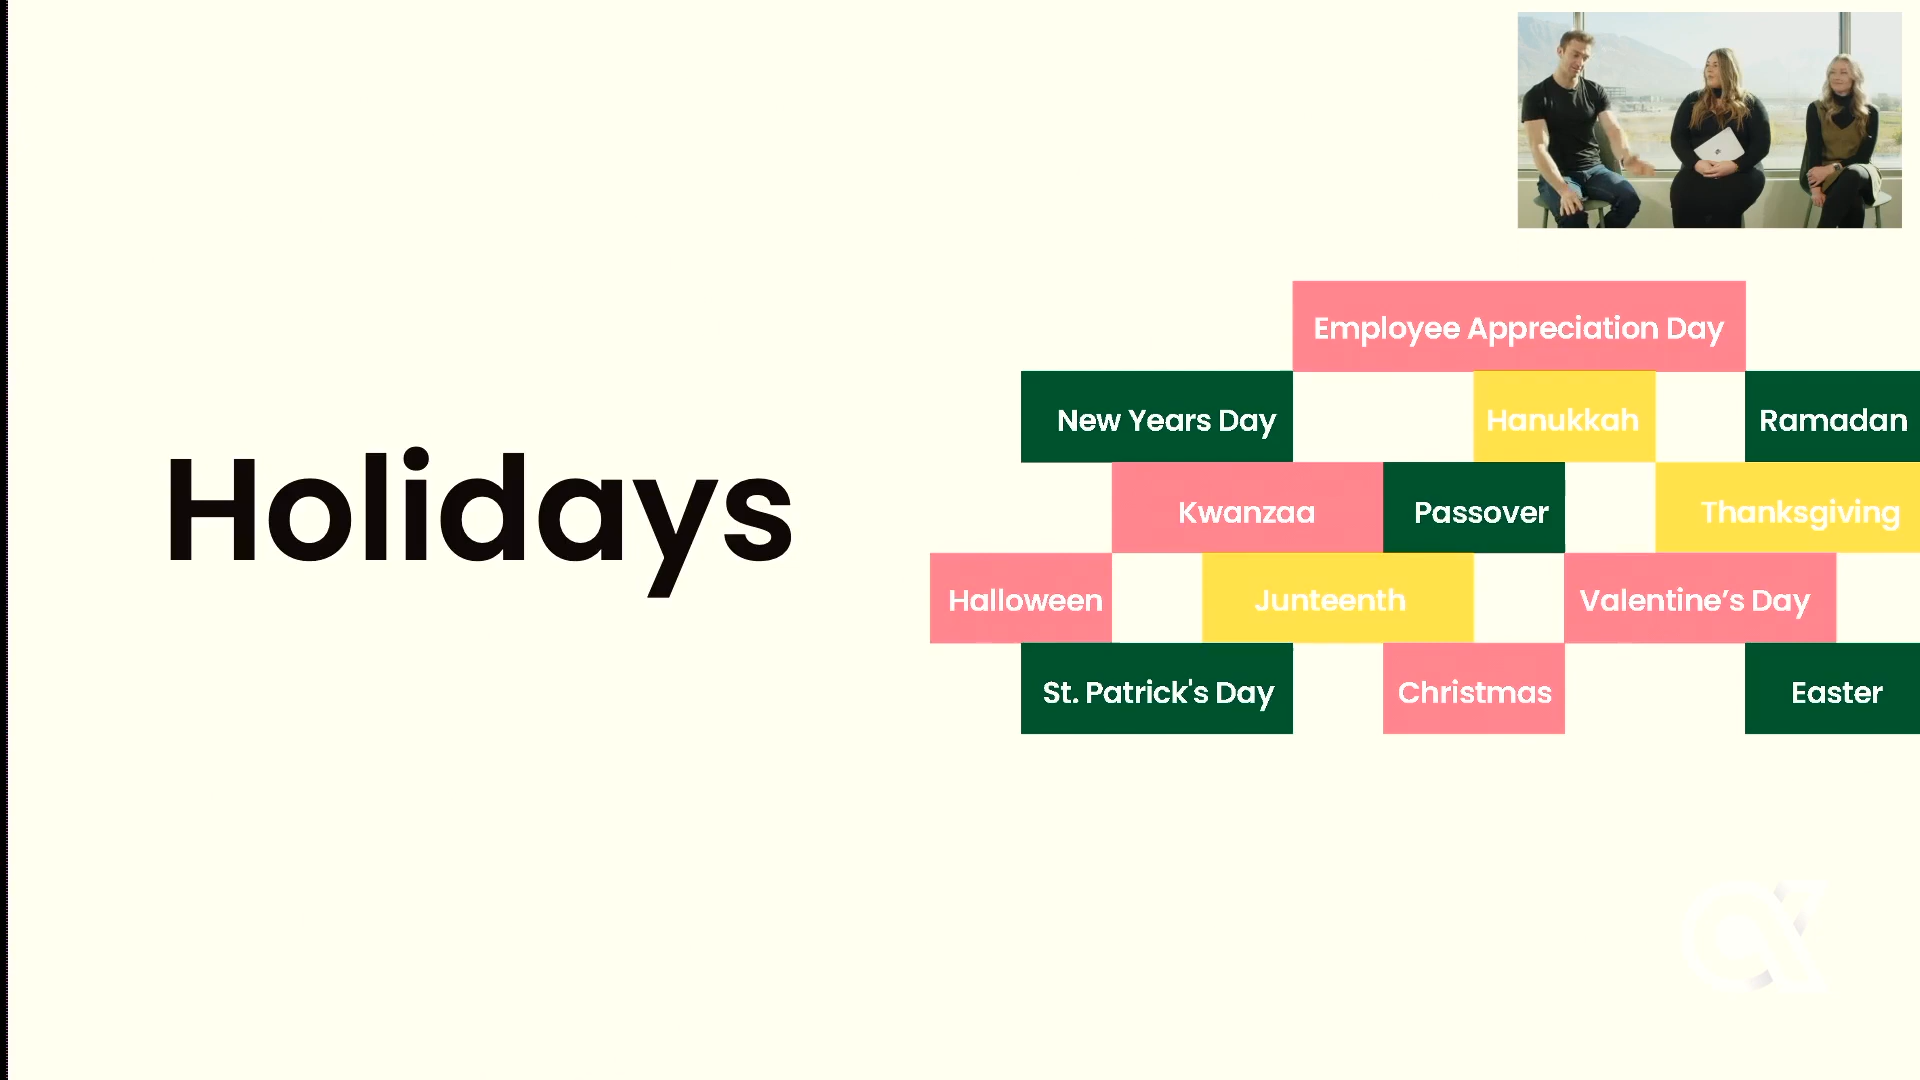 Holidays
Employee Appreciation Day
New Years Day
Hanukkah
Ramadan
Kwanzaa
Passover
Thanksgiving
Halloween
Junteenth
Valentine’s Day
St. Patrick's Day
Christmas
Easter